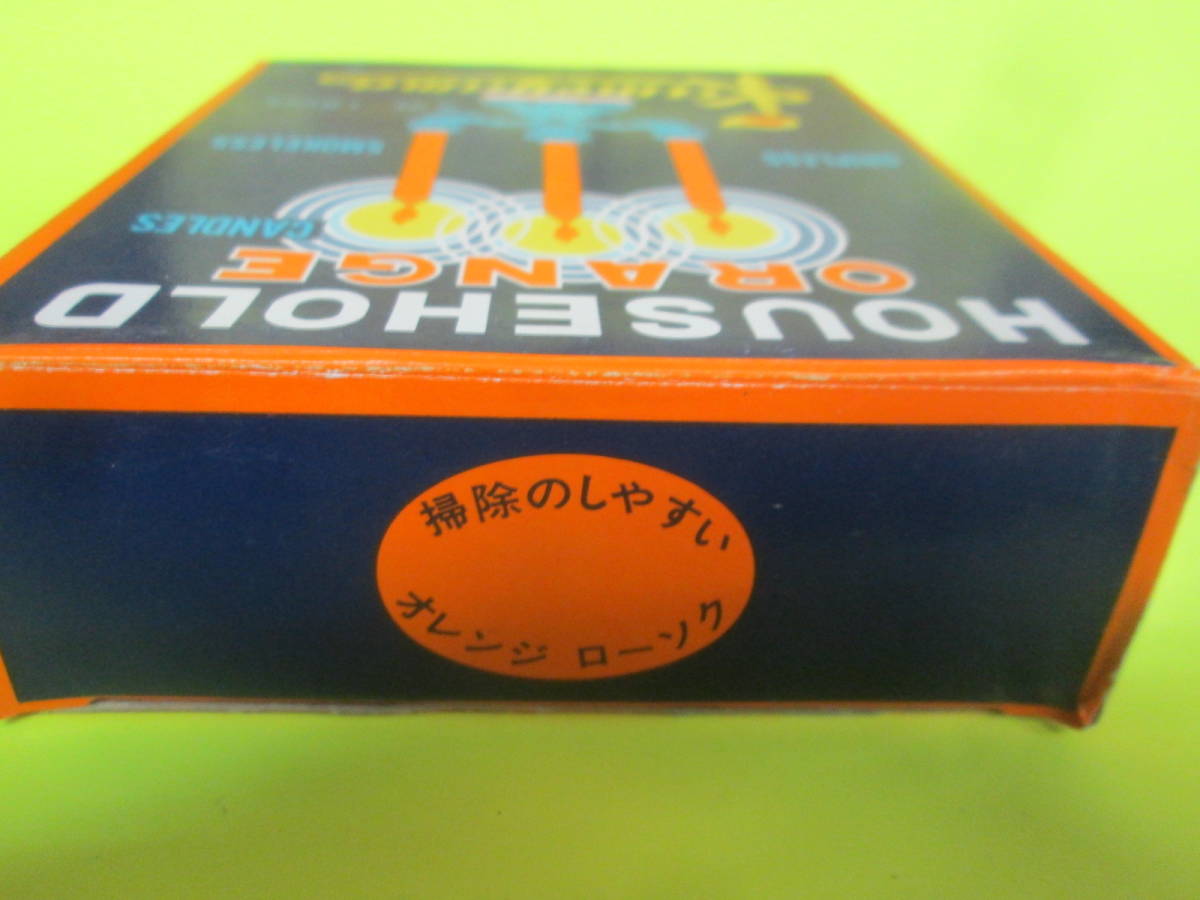 HOUSEHOLD
ORANGE
CANDLES
SMOKELESS
DRIPLESS
掃除のしやすい
オレンジ ローソク